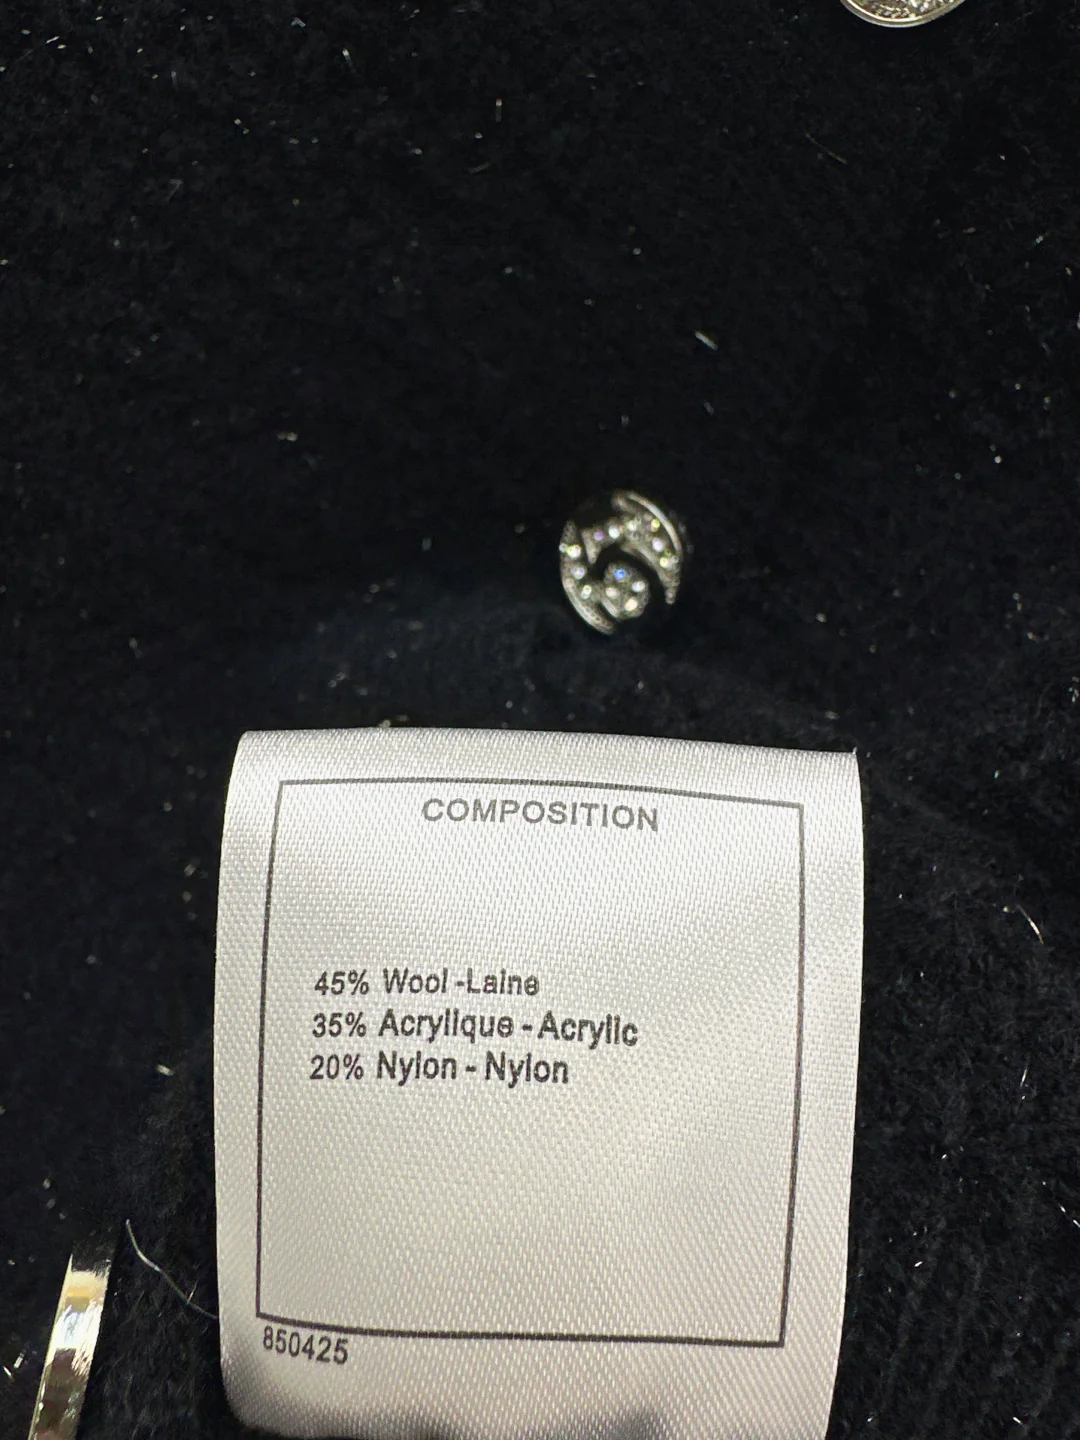 COMPOSITION
45% Wool -Laine
35% Acrylique - Acrylic
20% Nylon - Nylon
850425